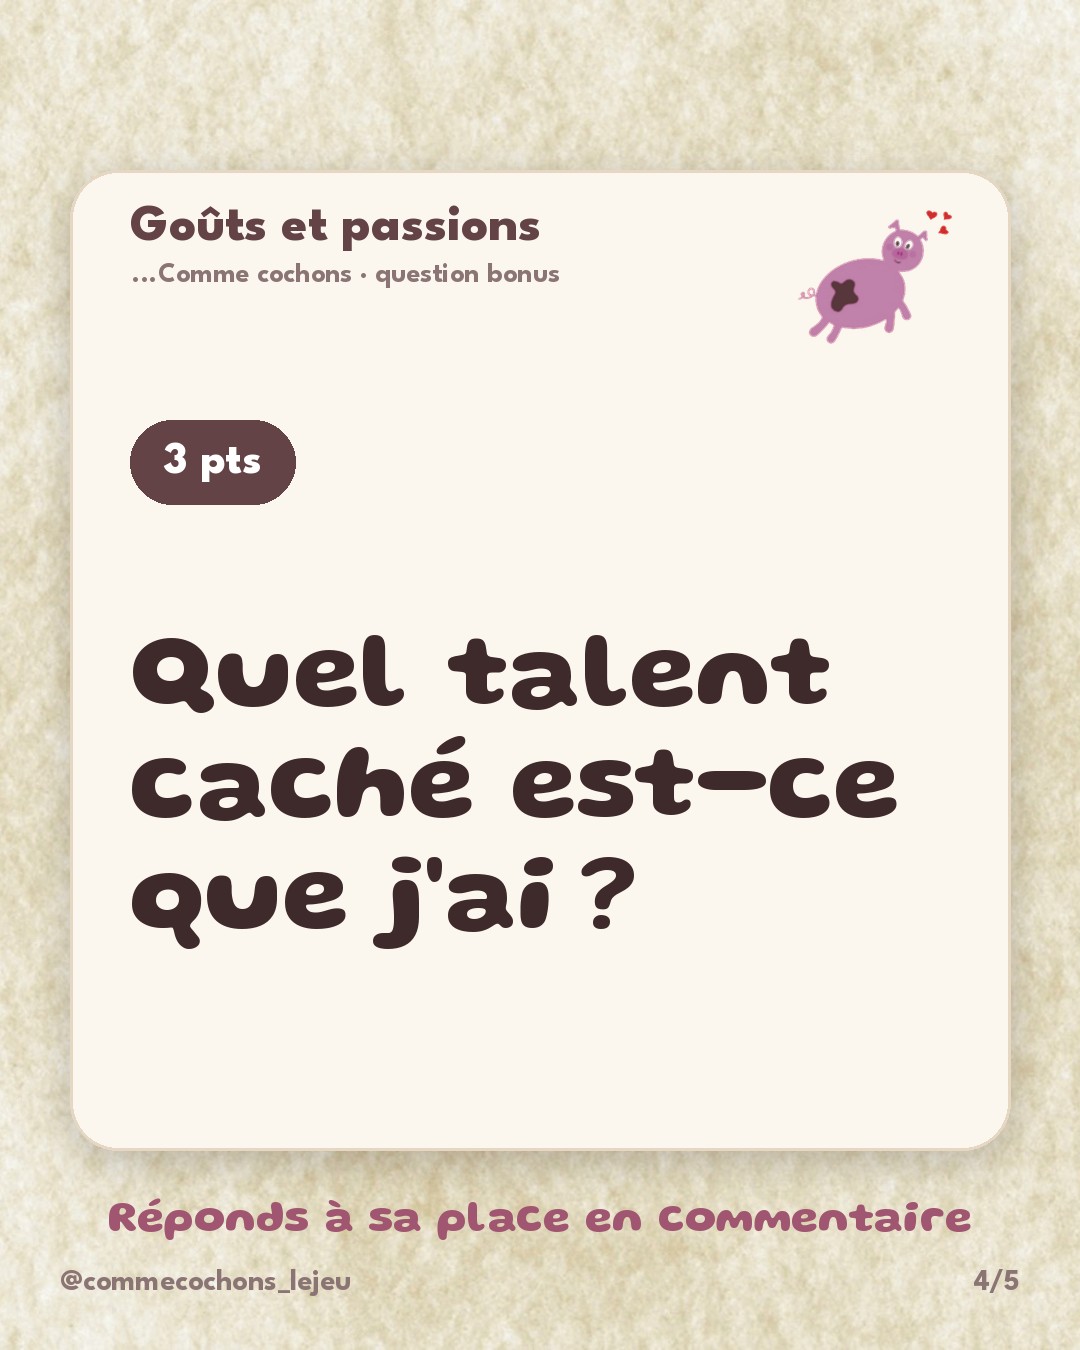 Goûts et passions
...Comme cochons · question bonus
3 pts
Quel talent
caché est-ce
que j'ai ?
Réponds à sa place en commentaire
@commecochons_lejeu
4/5